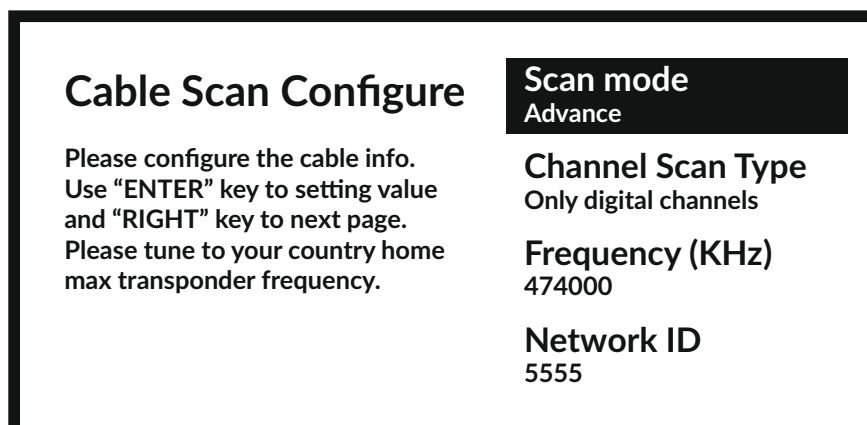 Cable Scan Configure
Please configure the cable info.
Use “ENTER” key to setting value
and “RIGHT” key to next page.
Please tune to your country home
max transponder frequency.
Scan mode
Advance
Channel Scan Type
Only digital channels
Frequency (KHz)
474000
Network ID
5555